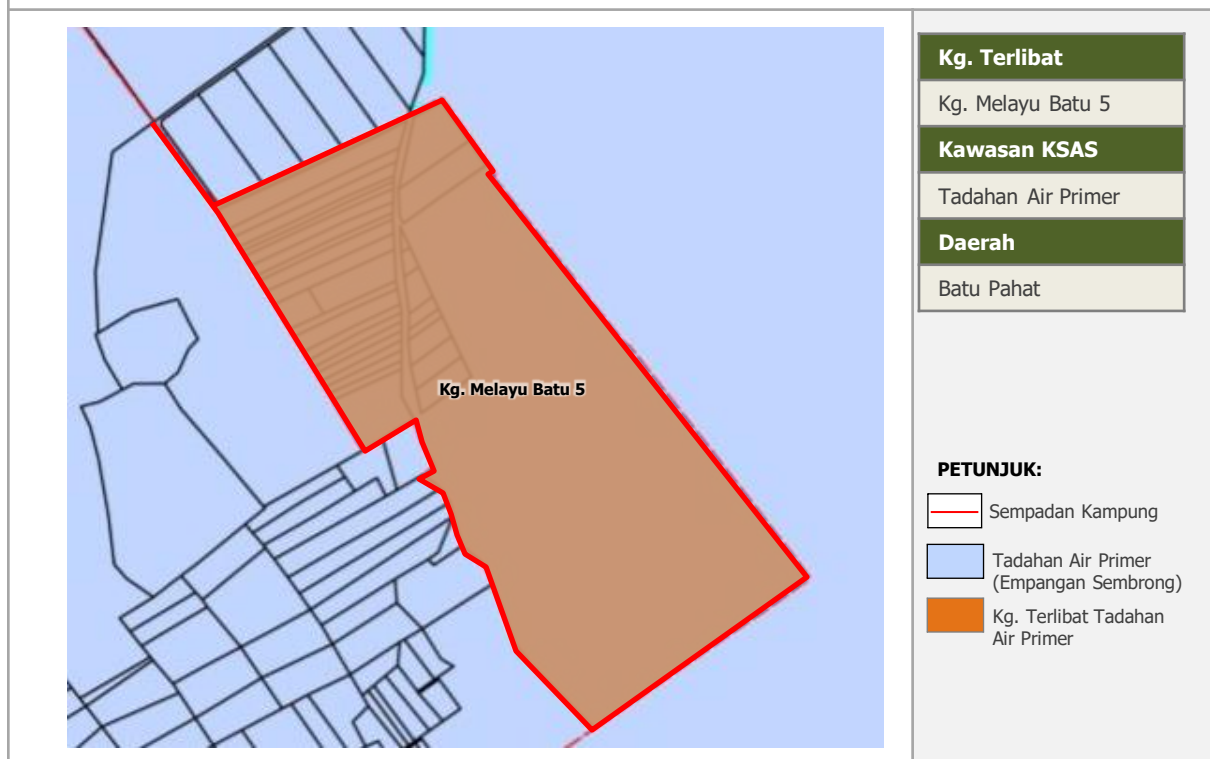 Kg. Melayu Batu 5
Kg. Terlibat
Kg. Melayu Batu 5
Kawasan KSAS
Tadahan Air Primer
Daerah
Batu Pahat
PETUNJUK:
Sempadan Kampung
Tadahan Air Primer
(Empangan Sembrong)
Kg. Terlibat Tadahan
Air Primer